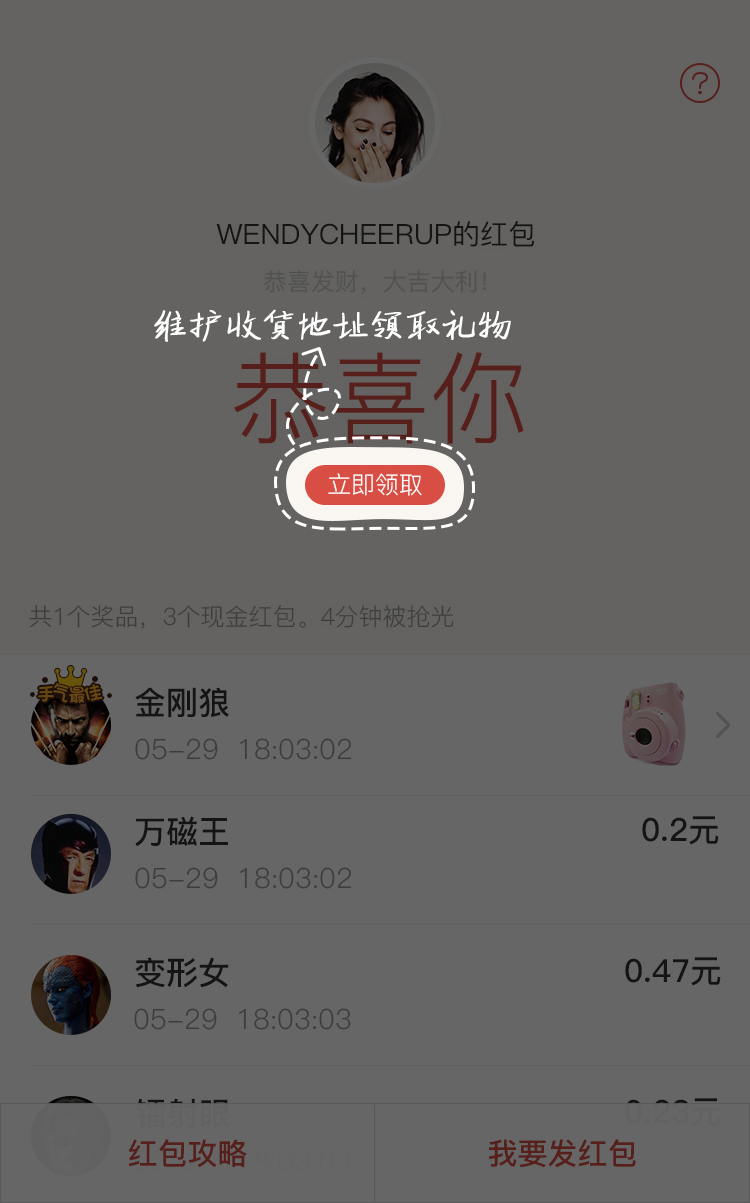 ?
WENDYCHEERUP的红包
恭喜发财，大吉大利！
维护收貨地址領取礼物
恭喜你
立即领取
共1个奖品，3个现金红包。4分钟被抢光
手气最佳
金刚狼
05-29 18:03:02
万磁王
0.2元
05-29 18:03:02
变形女
0.47元
05-29 18:03:03
镭射眼
0.23元
红包攻略
我要发红包